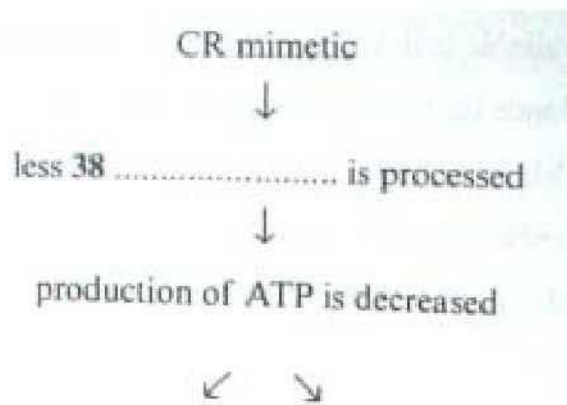 CR mimetic
↓
less 38 ........................ is processed
↓
production of ATP is decreased
↙ ↘